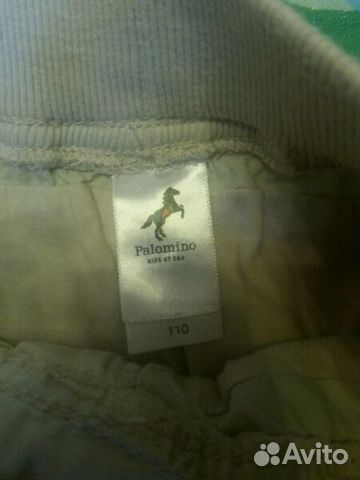 Palomino
KIDS AT C&A
110
Avito